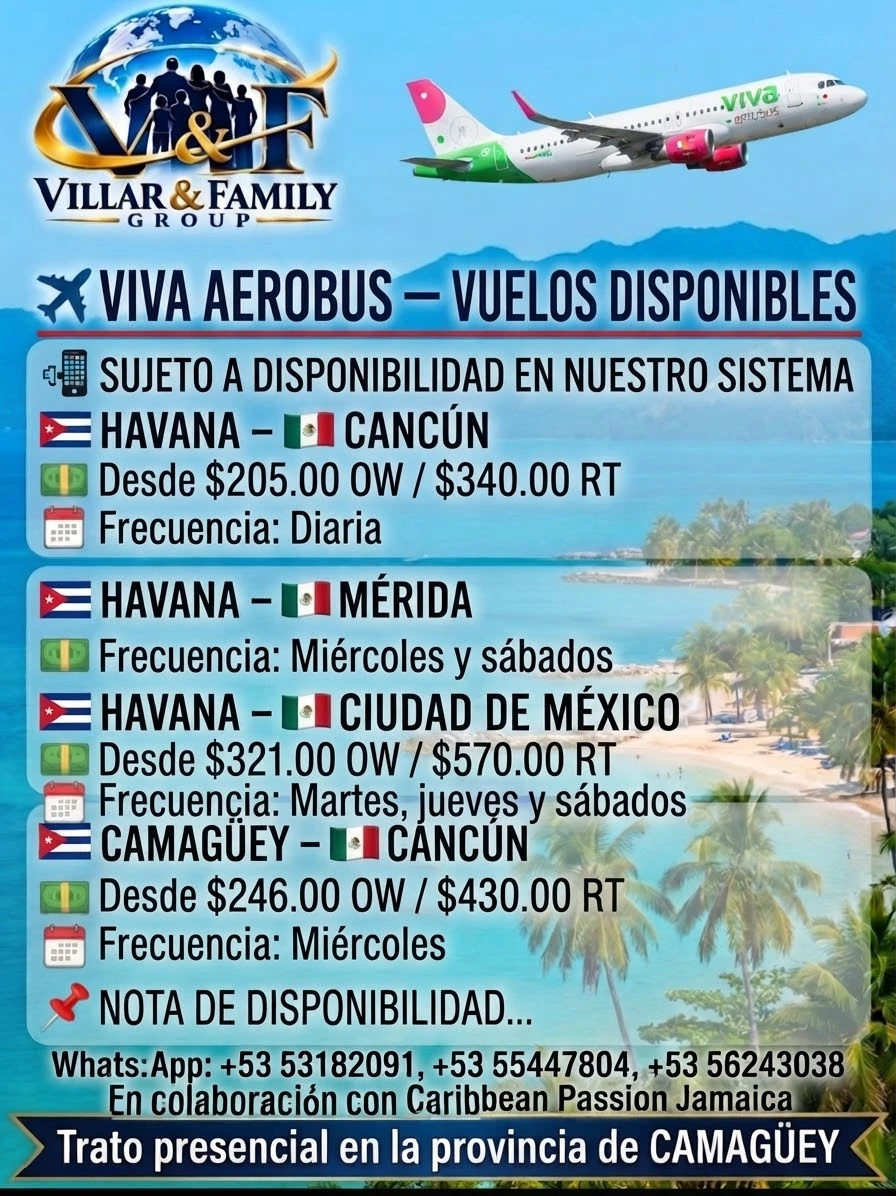 V&F
VILLAR & FAMILY
GROUP
viva
VIVA AEROBUS – VUELOS DISPONIBLES
SUJETO A DISPONIBILIDAD EN NUESTRO SISTEMA
HAVANA – CANCÚN
Desde $205.00 OW / $340.00 RT
Frecuencia: Diaria
HAVANA – MÉRIDA
Frecuencia: Miércoles y sábados
HAVANA – CIUDAD DE MÉXICO
Desde $321.00 OW / $570.00 RT
Frecuencia: Martes, jueves y sábados
CAMAGÜEY – CANCÚN
Desde $246.00 OW / $430.00 RT
Frecuencia: Miércoles
NOTA DE DISPONIBILIDAD...
Whats:App: +53 53182091, +53 55447804, +53 56243038
En colaboración con Caribbean Passion Jamaica
Trato presencial en la provincia de CAMAGÜEY